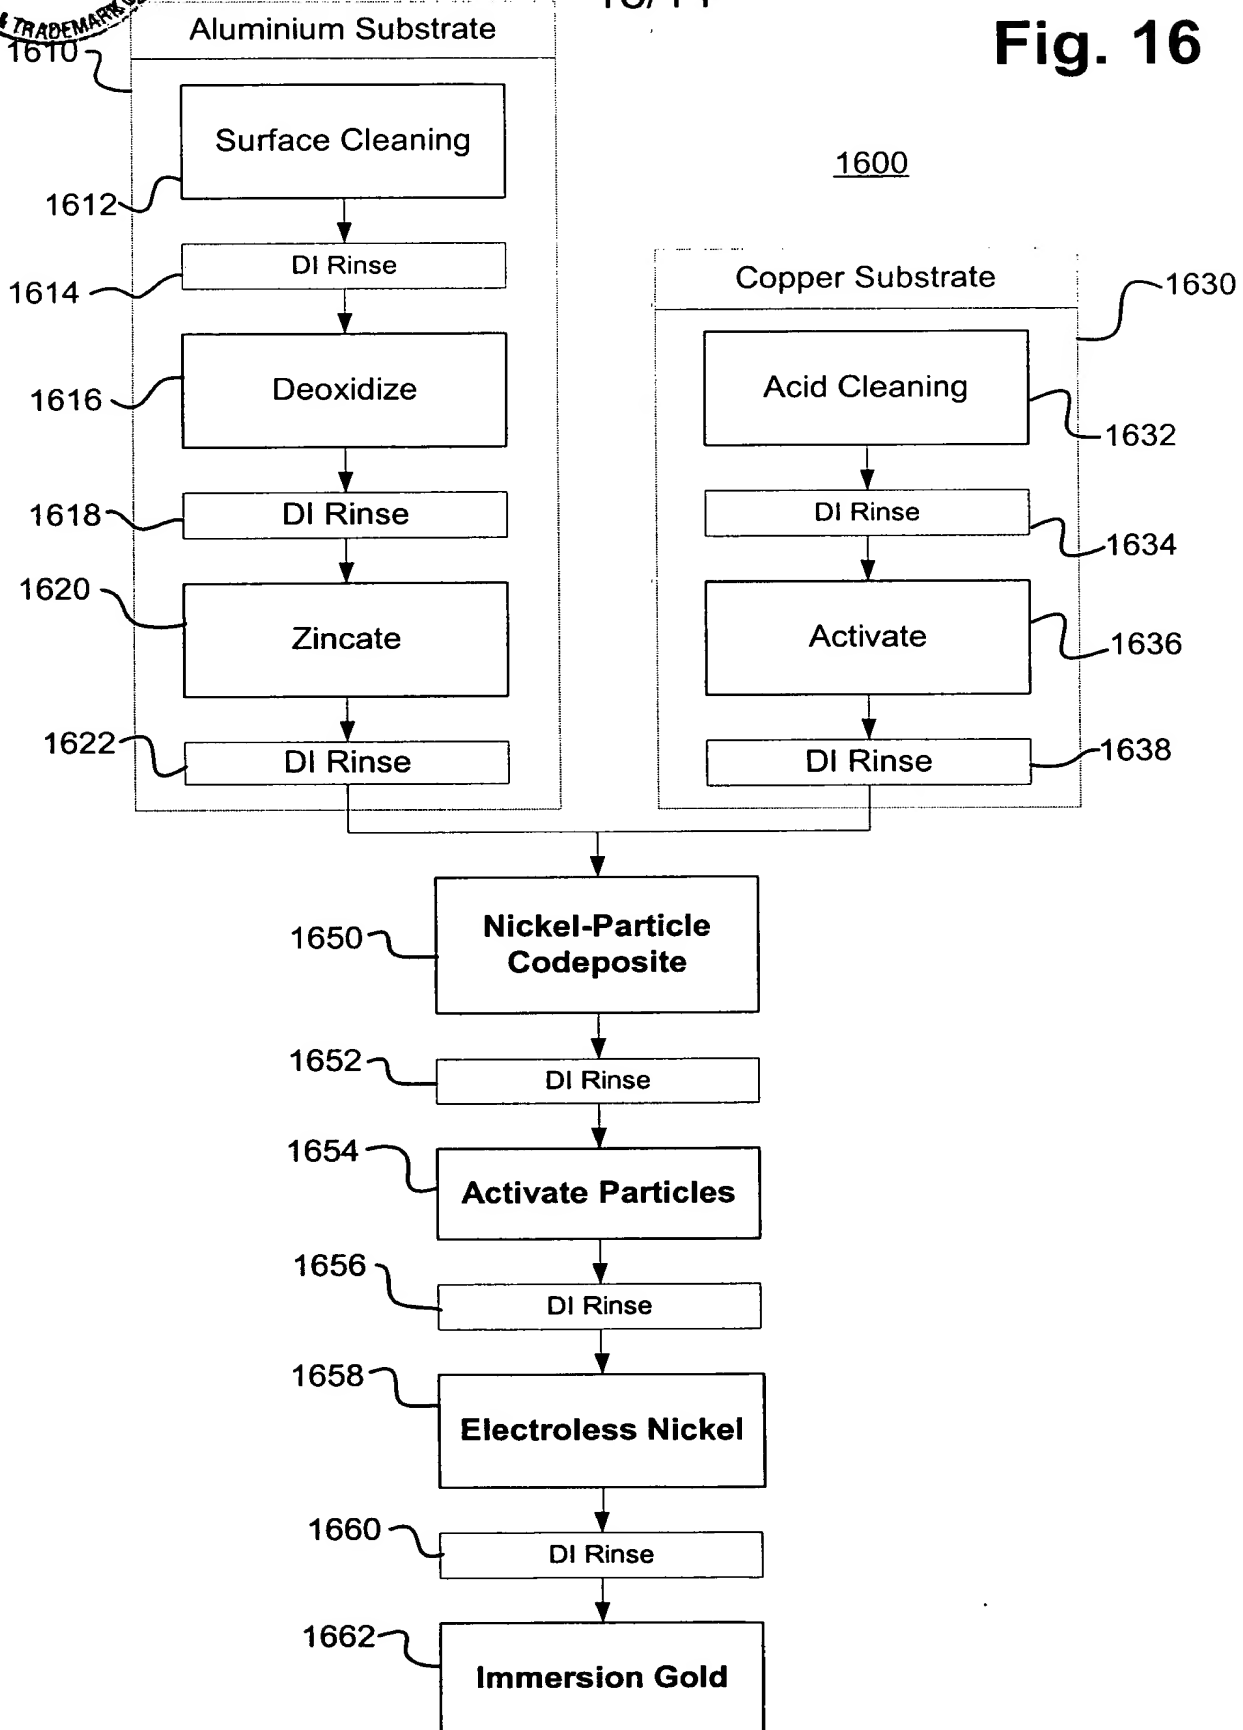 & TRADEMARK
Fig. 16
1600
1610
Aluminium Substrate
Surface Cleaning
1612
DI Rinse
1614
Deoxidize
1616
DI Rinse
1618
Zincate
1620
DI Rinse
1622
Copper Substrate
1630
Acid Cleaning
1632
DI Rinse
1634
Activate
1636
DI Rinse
1638
Nickel-Particle
Codeposite
1650
DI Rinse
1652
Activate Particles
1654
DI Rinse
1656
Electroless Nickel
1658
DI Rinse
1660
Immersion Gold
1662